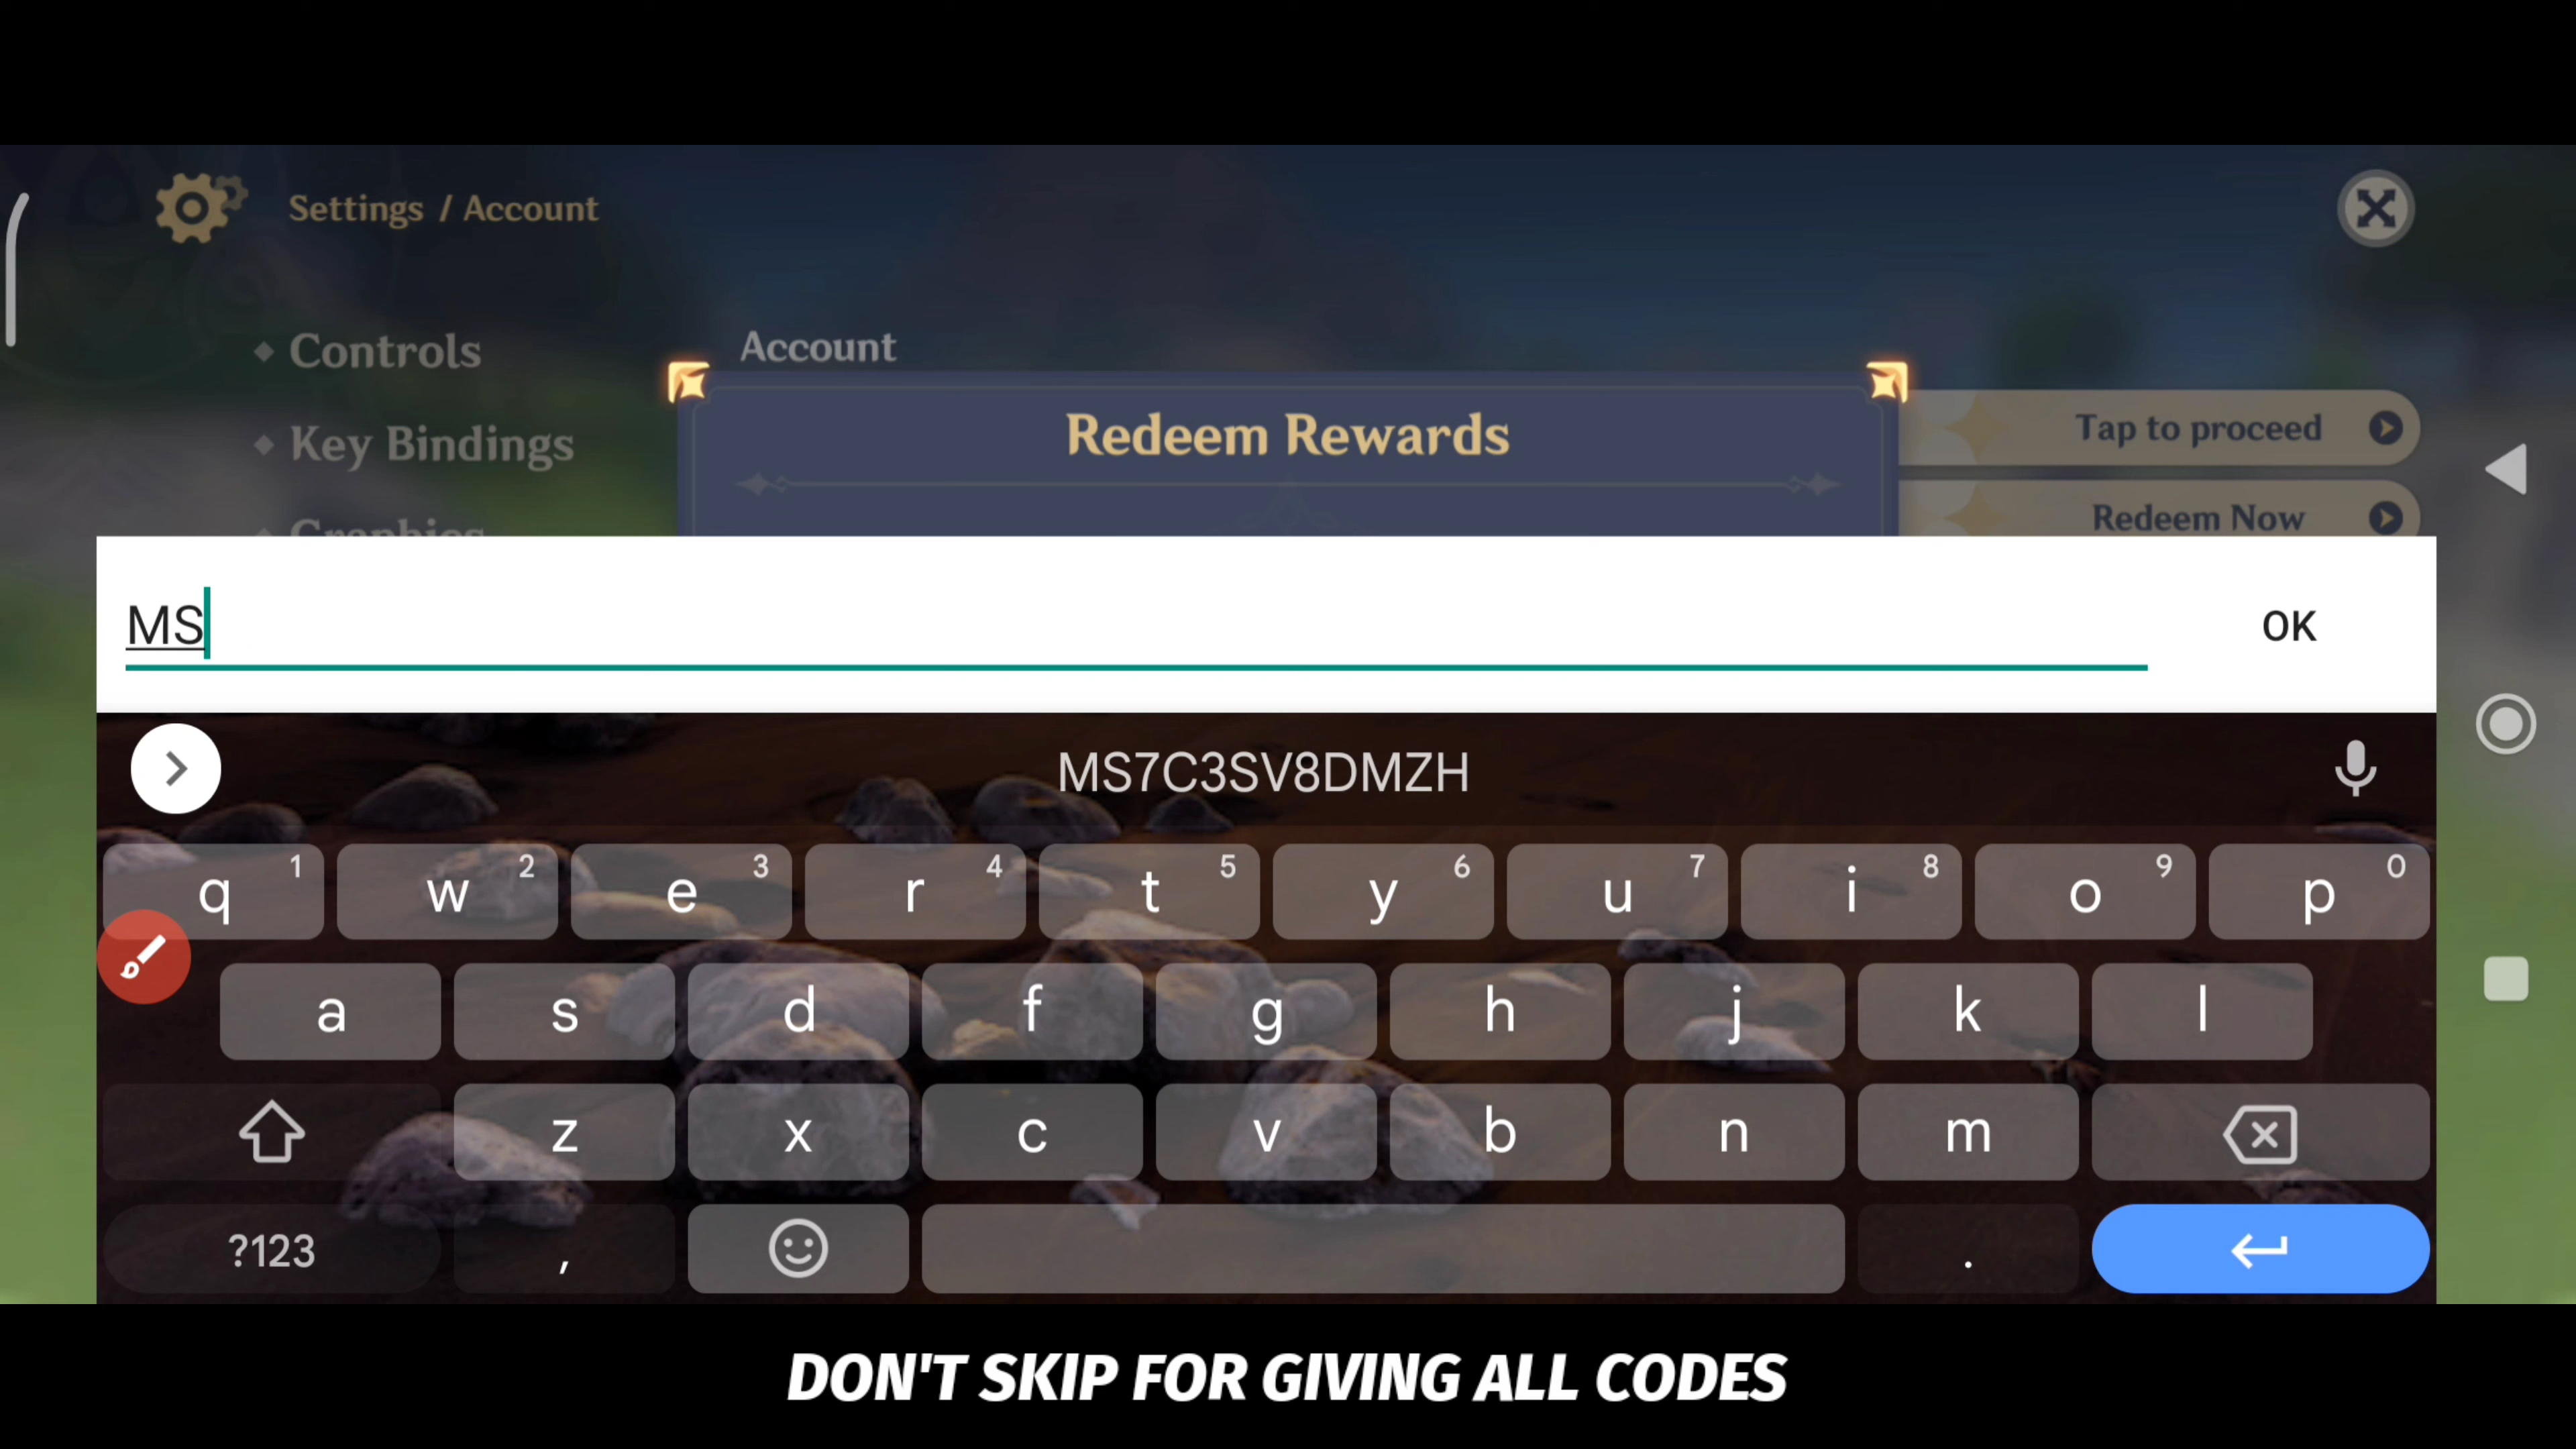 Settings / Account
Controls
Account
Key Bindings
Redeem Rewards
Tap to proceed
Graphics
Redeem Now
MS
OK
MS7C3SV8DMZH
q 1 w 2 e 3 r 4 t 5 y 6 u 7 i 8 o 9 p 0
a s d f g h j k l
z x c v b n m
?123 , .
DON'T SKIP FOR GIVING ALL CODES